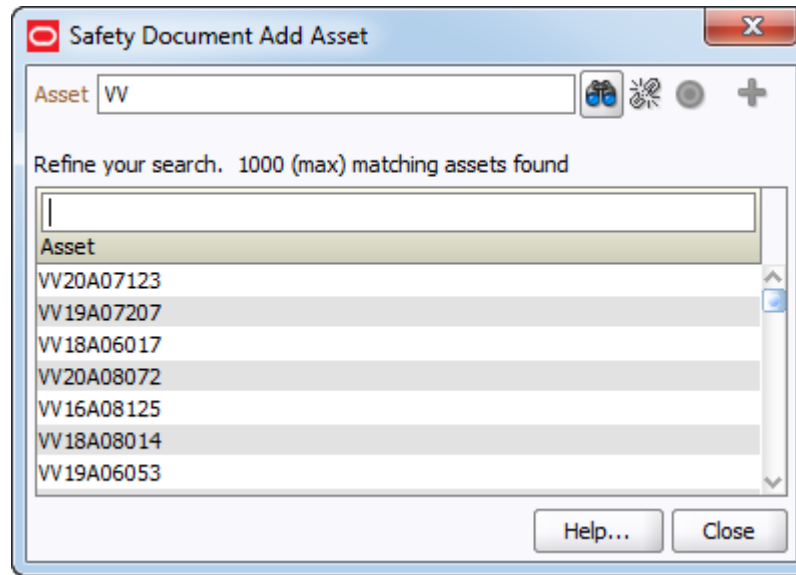 Safety Document Add Asset
Asset VV
Refine your search.  1000 (max) matching assets found
Asset
VV20A07123
VV19A07207
VV18A06017
VV20A08072
VV16A08125
VV18A08014
VV19A06053
Help... Close